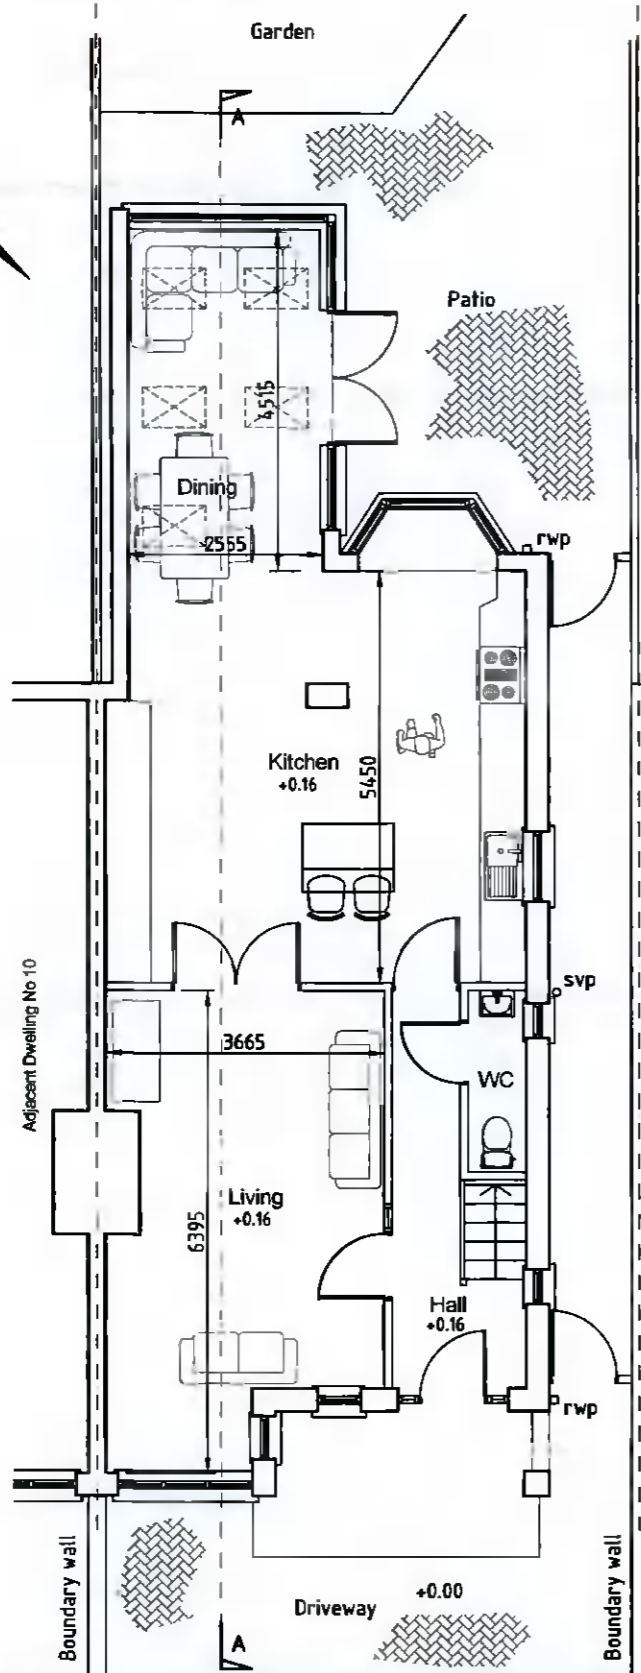 Garden
A
Patio
4515
Dining
2555
rwp
Kitchen
+0.16
5450
svp
3665
WC
Adjacent Dwelling No 10
Living
+0.16
6395
Hall
+0.16
rwp
Boundary wall
Driveway
+0.00
Boundary wall
A